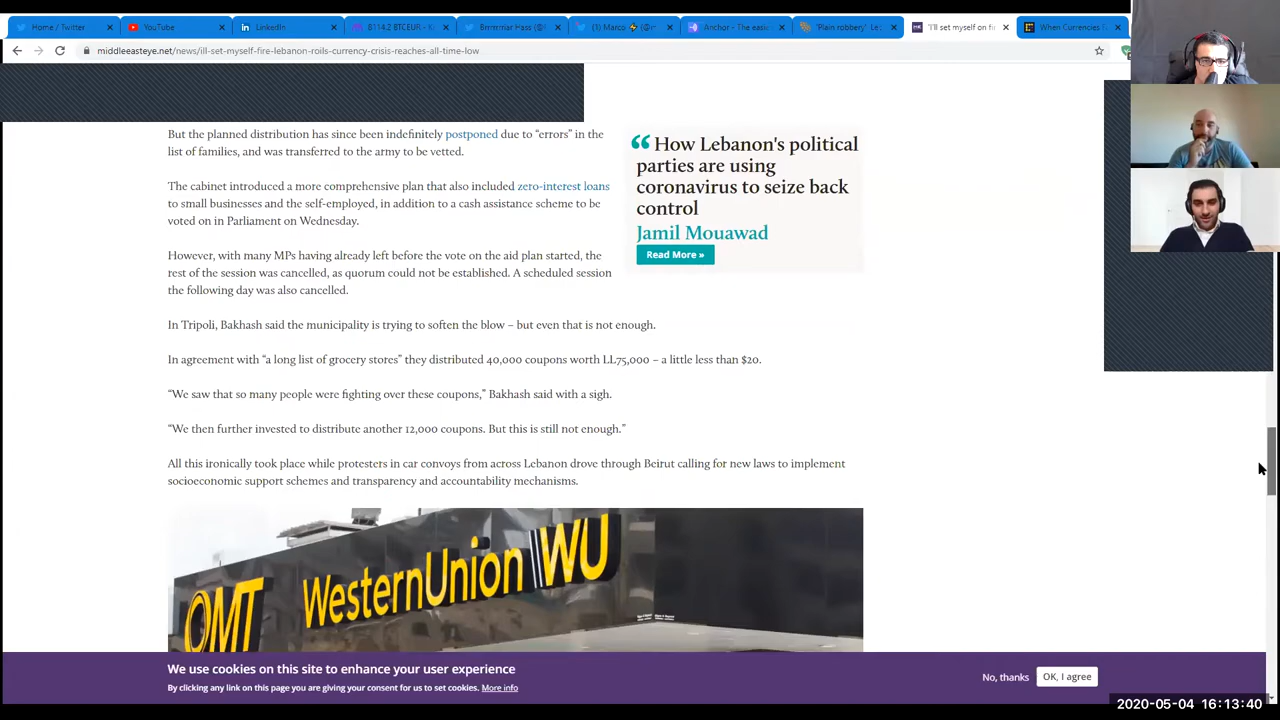 Home / Twitter
YouTube
LinkedIn
(1) Marco
Anchor - The easie
"Plain robbery". Le
"I'll set myself on fi
When Currencies
middleeasteye.net/news/ill-set-myself-fire-lebanon-roils-currency-crisis-reaches-all-time-low
But the planned distribution has since been indefinitely postponed due to “errors” in the
list of families, and was transferred to the army to be vetted.
The cabinet introduced a more comprehensive plan that also included zero-interest loans
to small businesses and the self-employed, in addition to a cash assistance scheme to be
voted on in Parliament on Wednesday.
However, with many MPs having already left before the vote on the aid plan started, the
rest of the session was cancelled, as quorum could not be established. A scheduled session
the following day was also cancelled.
“ How Lebanon's political
parties are using
coronavirus to seize back
control
Jamil Mouawad
Read More »
In Tripoli, Bakhash said the municipality is trying to soften the blow – but even that is not enough.
In agreement with “a long list of grocery stores” they distributed 40,000 coupons worth LL75,000 – a little less than $20.
“We saw that so many people were fighting over these coupons,” Bakhash said with a sigh.
“We then further invested to distribute another 12,000 coupons. But this is still not enough.”
All this ironically took place while protesters in car convoys from across Lebanon drove through Beirut calling for new laws to implement
socioeconomic support schemes and transparency and accountability mechanisms.
OMT WesternUnion WU
We use cookies on this site to enhance your user experience
By clicking any link on this page you are giving your consent for us to set cookies. More info
No, thanks
OK, I agree
2020-05-04 16:13:40